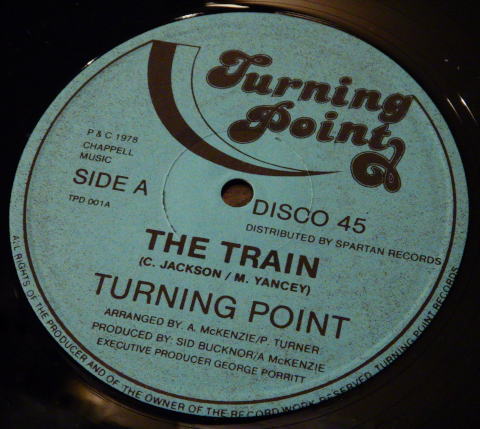 Turning
Point
P & C 1978
CHAPPELL
MUSIC
SIDE A
TPD 001A
DISCO 45
DISTRIBUTED BY SPARTAN RECORDS
THE TRAIN
(C. JACKSON / M. YANCEY)
TURNING POINT
ARRANGED BY: A. McKENZIE/P. TURNER
PRODUCED BY: SID BUCKNOR/A McKENZIE
EXECUTIVE PRODUCER GEORGE PORRITT
ALL RIGHTS OF THE PRODUCER AND OF THE OWNER OF THE RECORD WORK RESERVED. TURNING POINT RECORDS